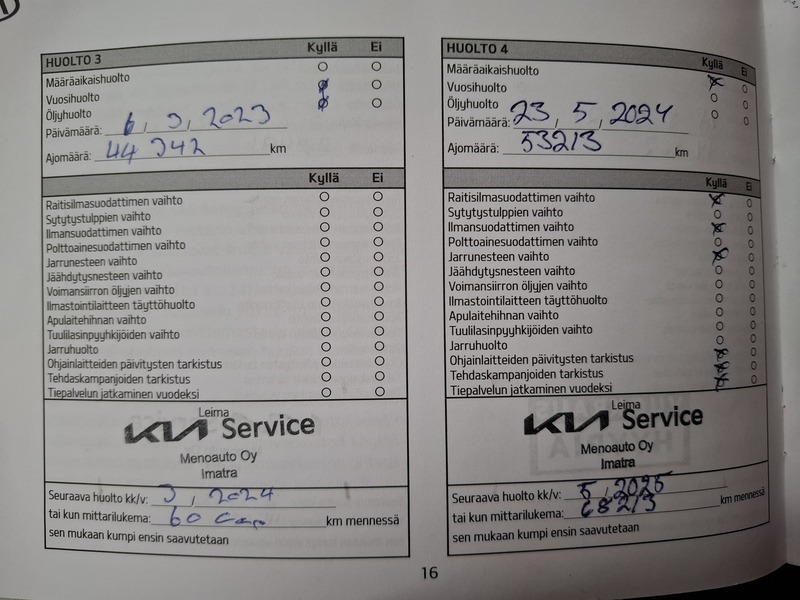 HUOLTO 3 Kyllä Ei
Määräaikaishuolto
Vuosihuolto
Öljyhuolto
Päivämäärä: 6, 3, 2023
Ajomäärä: 44 342 km
Kyllä Ei
Raitisilmasuodattimen vaihto
Sytytystulppien vaihto
Ilmansuodattimen vaihto
Polttoainesuodattimen vaihto
Jarrunesteen vaihto
Jäähdytysnesteen vaihto
Voimansiirron öljyjen vaihto
Ilmastointilaitteen täyttöhuolto
Apulaitehihnan vaihto
Tuulilasinpyyhkijöiden vaihto
Jarruhuolto
Ohjainlaitteiden päivitysten tarkistus
Tehdaskampanjoiden tarkistus
Tiepalvelun jatkaminen vuodeksi
Leima
KIA Service
Menoauto Oy
Imatra
Seuraava huolto kk/v: 3, 2024
tai kun mittarilukema: 60 km mennessä
sen mukaan kumpi ensin saavutetaan
HUOLTO 4 Kyllä Ei
Määräaikaishuolto
Vuosihuolto
Öljyhuolto
Päivämäärä: 23, 5, 2024
Ajomäärä: 53213 km
Kyllä Ei
Raitisilmasuodattimen vaihto
Sytytystulppien vaihto
Ilmansuodattimen vaihto
Polttoainesuodattimen vaihto
Jarrunesteen vaihto
Jäähdytysnesteen vaihto
Voimansiirron öljyjen vaihto
Ilmastointilaitteen täyttöhuolto
Apulaitehihnan vaihto
Tuulilasinpyyhkijöiden vaihto
Jarruhuolto
Ohjainlaitteiden päivitysten tarkistus
Tehdaskampanjoiden tarkistus
Tiepalvelun jatkaminen vuodeksi
Leima
KIA Service
Menoauto Oy
Imatra
Seuraava huolto kk/v: 5, 2025
tai kun mittarilukema: 68213 km mennessä
sen mukaan kumpi ensin saavutetaan
16